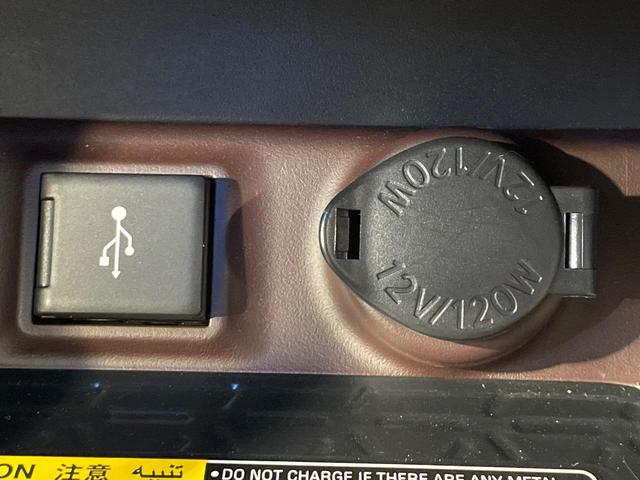 12V/120W
12V/120W
ON 注意 تنبيه
• DO NOT CHARGE IF THERE ARE ANY METAL